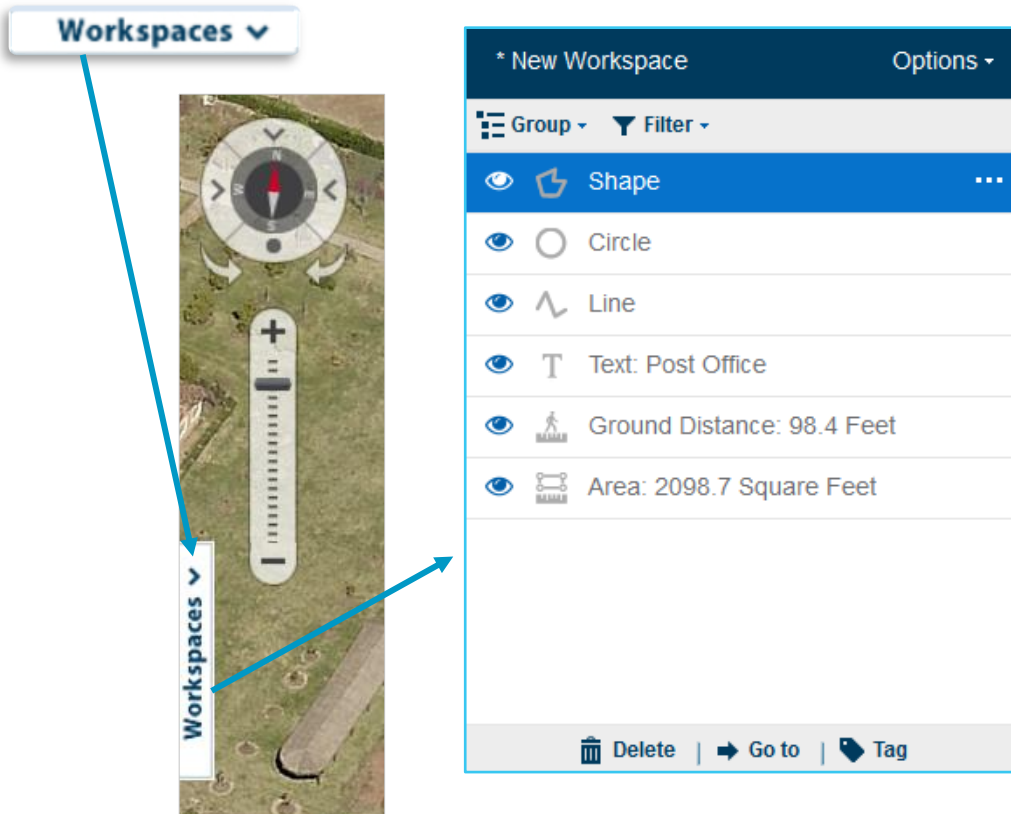 Workspaces
N
W
E
S
Workspaces
* New Workspace Options
Group Filter
Shape ...
Circle
Line
T Text: Post Office
Ground Distance: 98.4 Feet
Area: 2098.7 Square Feet
Delete | Go to | Tag